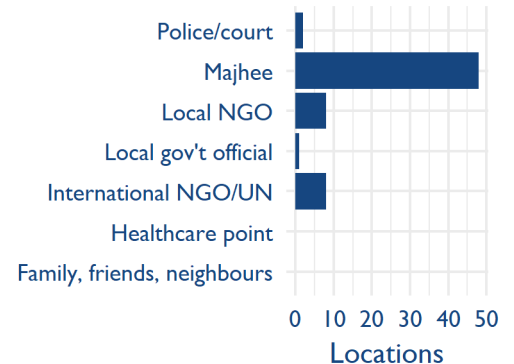 Police/court
Majhee
Local NGO
Local gov't official
International NGO/UN
Healthcare point
Family, friends, neighbours
0 10 20 30 40 50
Locations